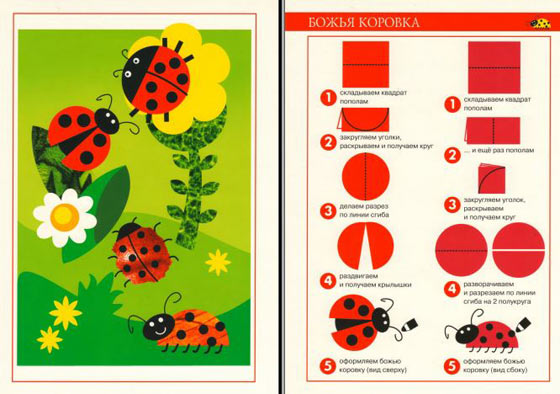 БОЖЬЯ КОРОВКА
1 складываем квадрат
пополам
2 закругляем уголки,
раскрываем и получаем круг
3 делаем разрез
по линии сгиба
4 раздвигаем
и получаем крылышки
5 оформляем божью
коровку (вид сверху)
1 складываем квадрат
пополам
2 ... и ещё раз пополам
3 закругляем уголок,
раскрываем
и получаем круг
4 разворачиваем
и разрезаем по линии
сгиба на 2 полукруга
5 оформляем божью
коровку (вид сбоку)